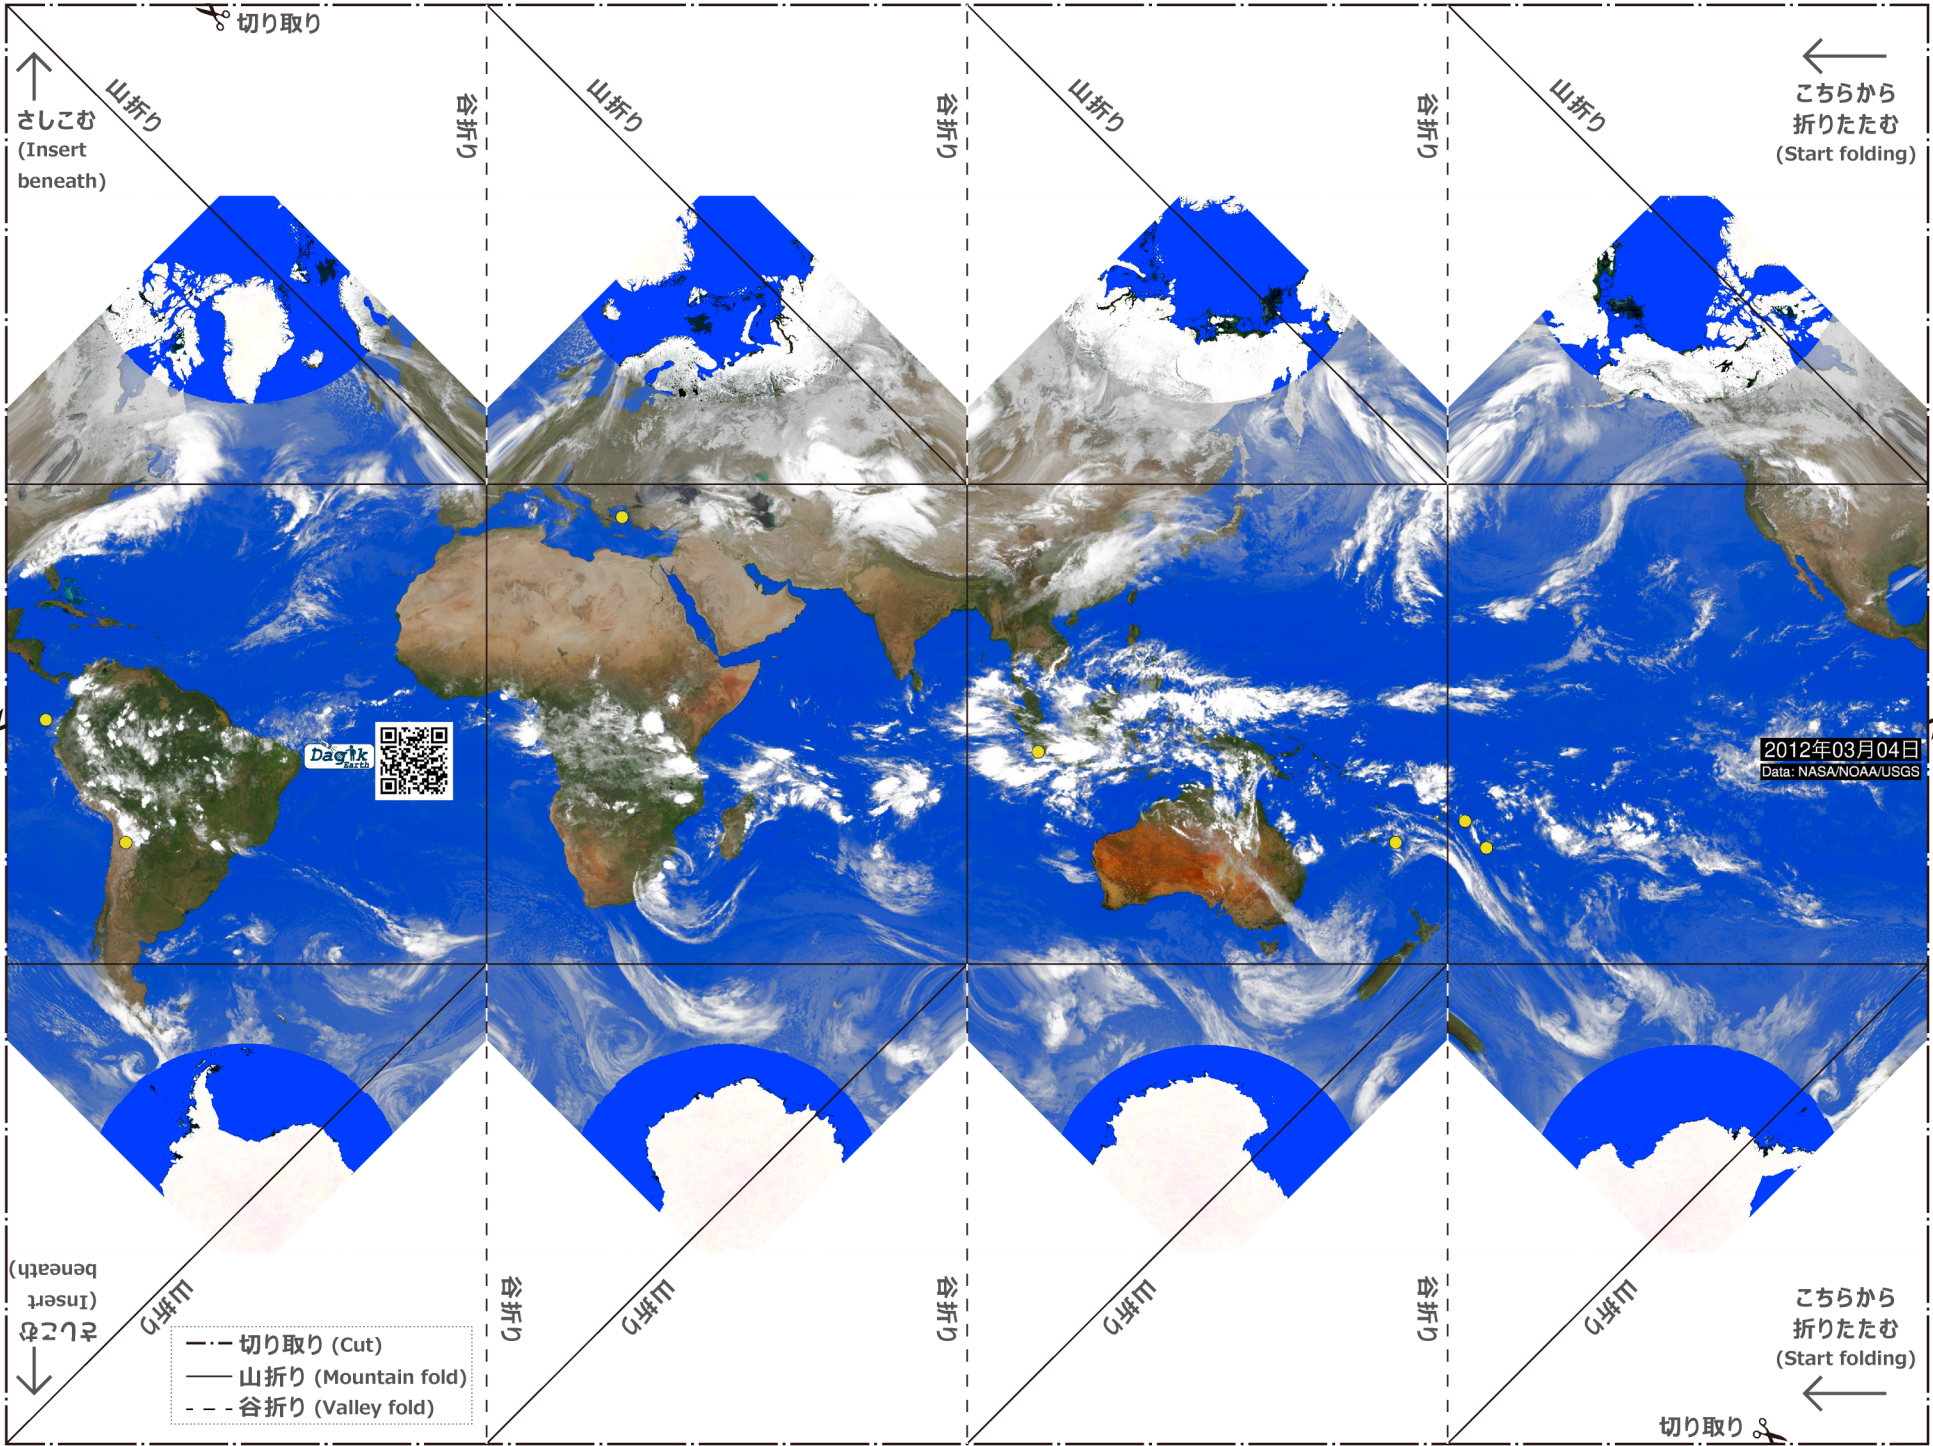 切り取り
山折り
谷折り
山折り
谷折り
山折り
谷折り
山折り
さしこむ
(Insert
beneath)
こちらから
折りたたむ
(Start folding)
Dagik
Earth
2012年03月04日
Data: NASA/NOAA/USGS
さしこむ
(Insert
beneath)
山折り
谷折り
山折り
谷折り
山折り
谷折り
山折り
こちらから
折りたたむ
(Start folding)
切り取り (Cut)
山折り (Mountain fold)
谷折り (Valley fold)
切り取り